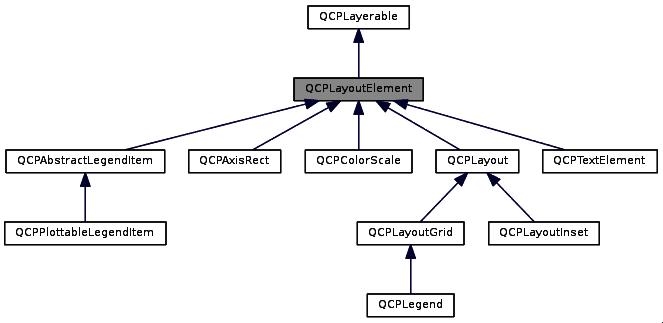 QCPLayerable
QCPLayoutElement
QCPAbstractLegendItem
QCPAxisRect
QCPColorScale
QCPLayout
QCPTextElement
QCPPlottableLegendItem
QCPLayoutGrid
QCPLayoutInset
QCPLegend